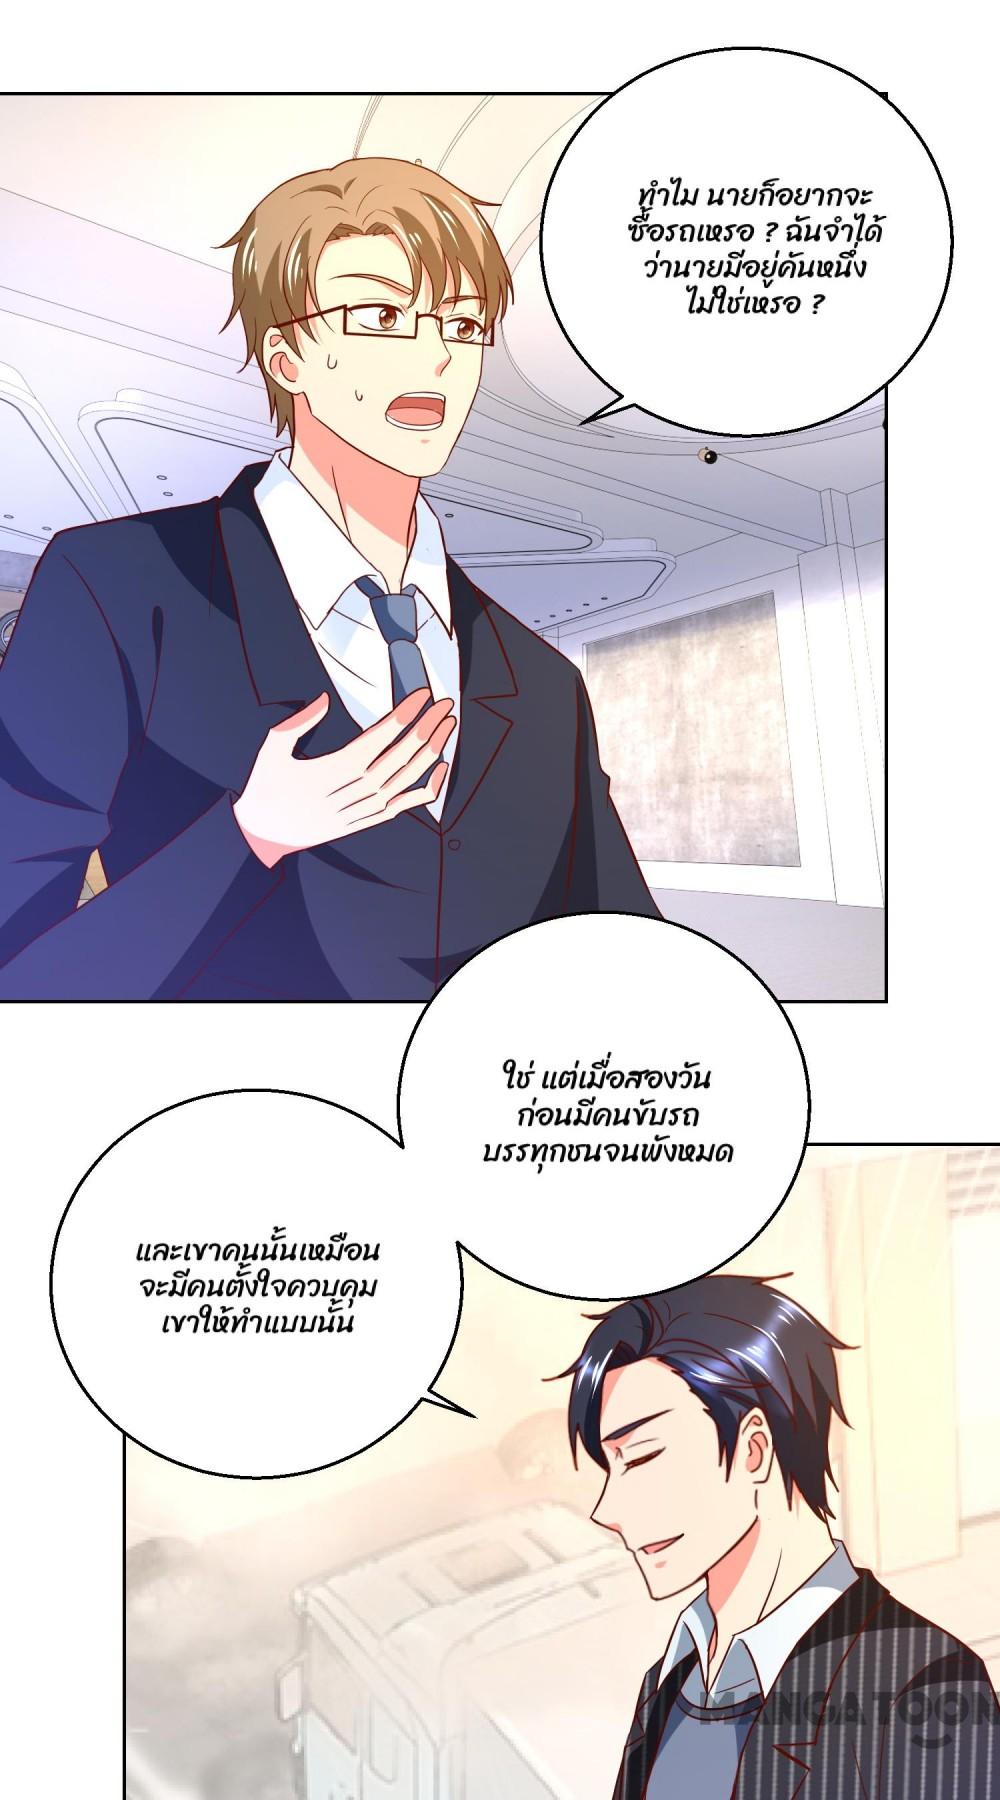 ทำไม นายก็อยากจะ
ซื้อรถเหรอ ? ฉันจำได้
ว่านายมีอยู่คันหนึ่ง
ไม่ใช่เหรอ ?
ใช่ แต่เมื่อสองวัน
ก่อนมีคนขับรถ
บรรทุกชนจนพังหมด
และเขาคนนั้นเหมือน
จะมีคนตั้งใจควบคุม
เขาให้ทำแบบนั้น
MANGATOON